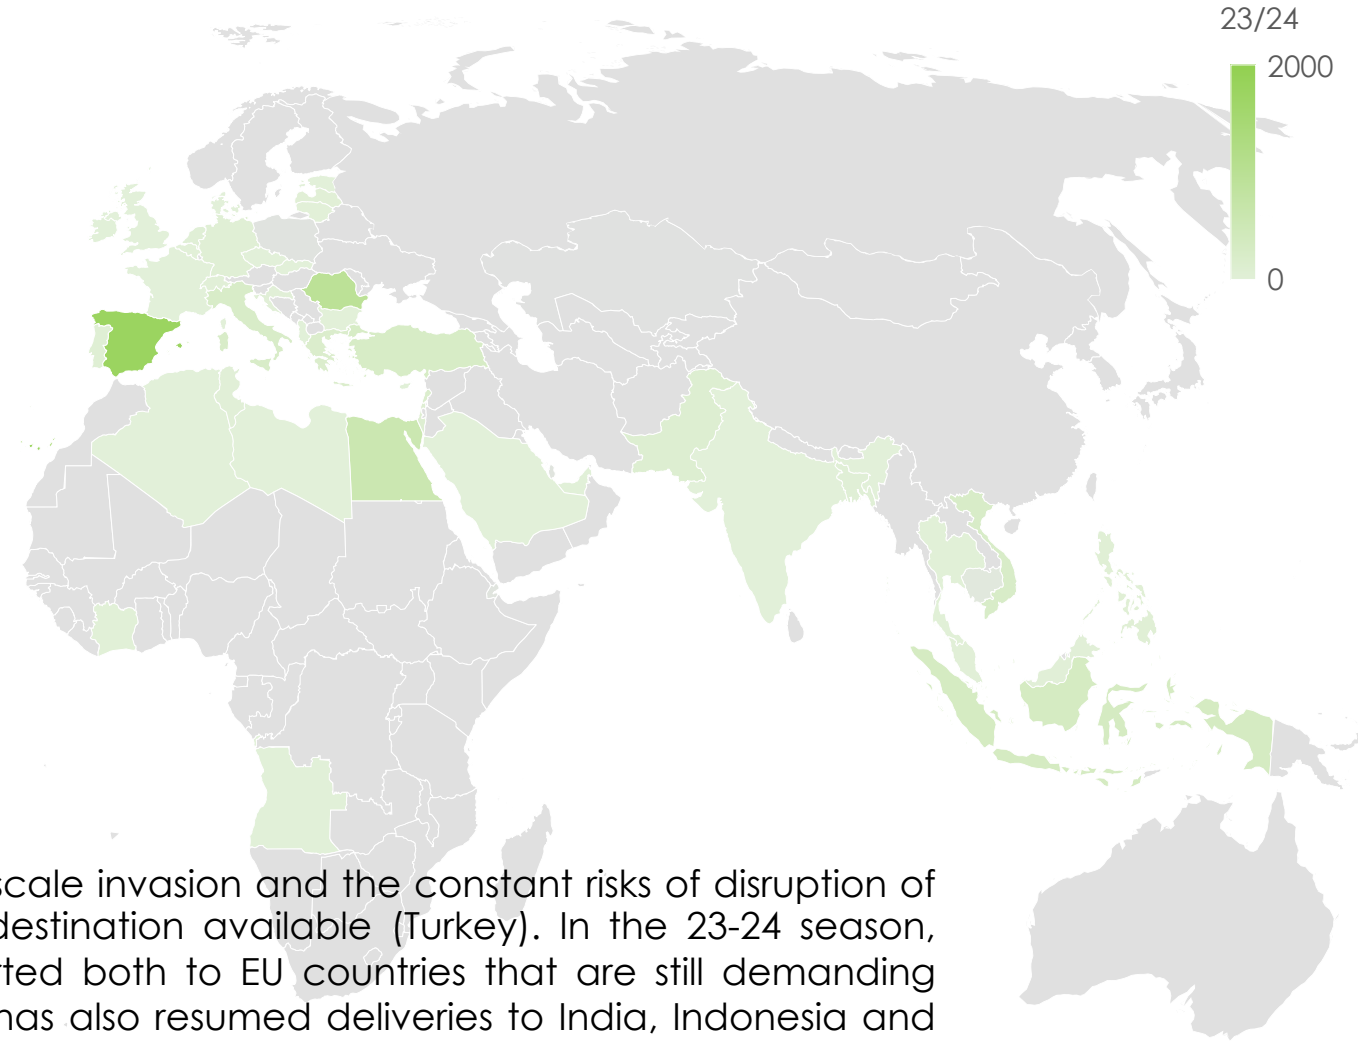 23/24
2000
0
scale invasion and the constant risks of disruption of
destination available (Turkey). In the 23-24 season,
ted both to EU countries that are still demanding
has also resumed deliveries to India, Indonesia and